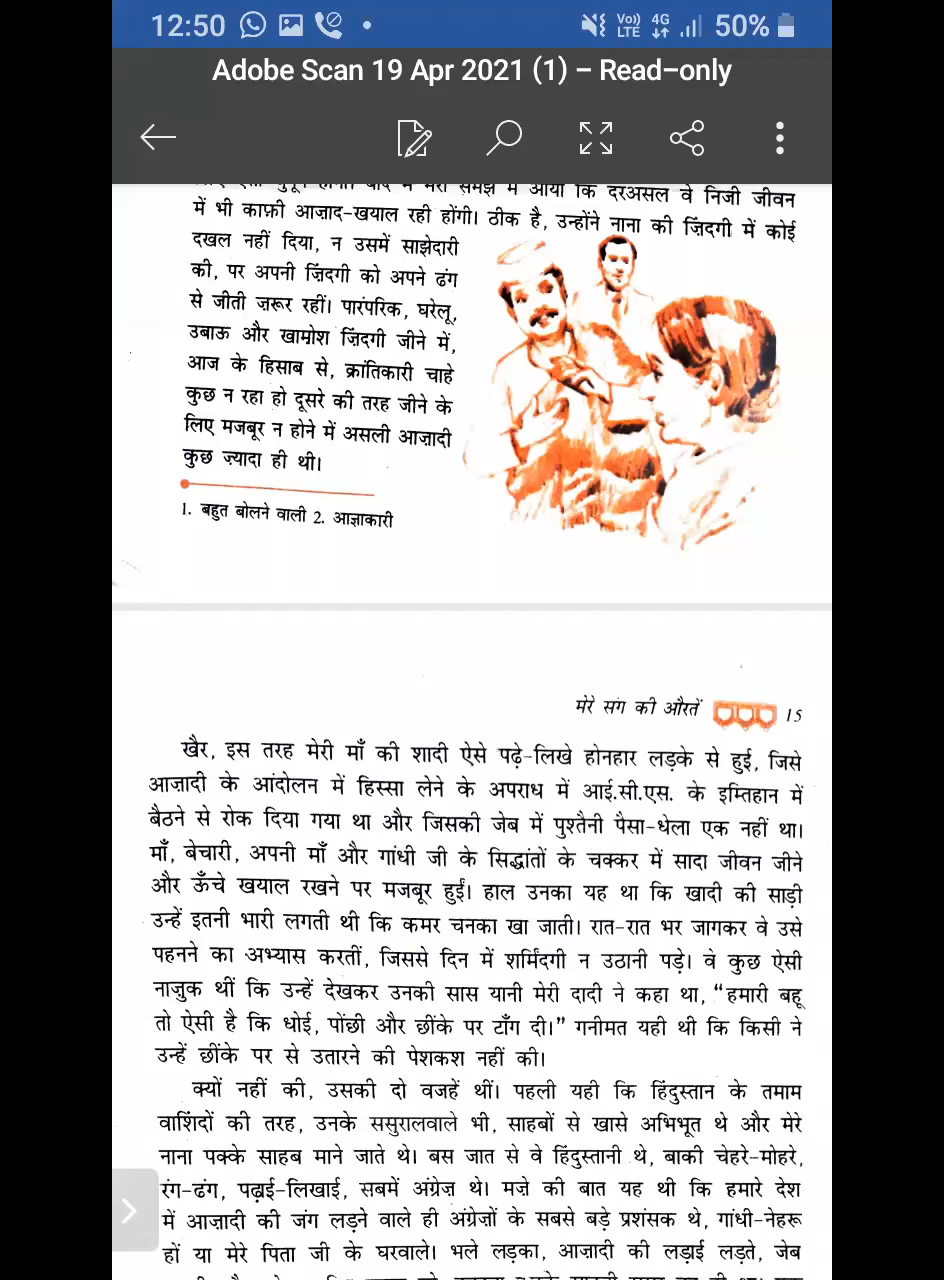 12:50
Vo)) LTE 4G 50%
Adobe Scan 19 Apr 2021 (1) – Read-only
मेरी समझ में आया कि दरअसल वे निजी जीवन
में भी काफ़ी आज़ाद-खयाल रही होंगी। ठीक है, उन्होंने नाना की ज़िंदगी में कोई
दखल नहीं दिया, न उसमें साझेदारी
की, पर अपनी ज़िंदगी को अपने ढंग
से जीती ज़रूर रहीं। पारंपरिक, घरेलू,
उबाऊ और खामोश ज़िंदगी जीने में,
आज के हिसाब से, क्रांतिकारी चाहे
कुछ न रहा हो दूसरे की तरह जीने के
लिए मजबूर न होने में असली आज़ादी
कुछ ज्यादा ही थी।
1. बहुत बोलने वाली 2. आज्ञाकारी
मेरे संग की औरतें 15
खैर, इस तरह मेरी माँ की शादी ऐसे पढ़े-लिखे होनहार लड़के से हुई, जिसे
आज़ादी के आंदोलन में हिस्सा लेने के अपराध में आई.सी.एस. के इम्तिहान में
बैठने से रोक दिया गया था और जिसकी जेब में पुश्तैनी पैसा-धेला एक नहीं था।
माँ, बेचारी, अपनी माँ और गांधी जी के सिद्धांतों के चक्कर में सादा जीवन जीने
और ऊँचे खयाल रखने पर मजबूर हुईं। हाल उनका यह था कि खादी की साड़ी
उन्हें इतनी भारी लगती थी कि कमर चनका खा जाती। रात-रात भर जागकर वे उसे
पहनने का अभ्यास करतीं, जिससे दिन में शर्मिंदगी न उठानी पड़े। वे कुछ ऐसी
नाज़ुक थीं कि उन्हें देखकर उनकी सास यानी मेरी दादी ने कहा था, “हमारी बहू
तो ऐसी है कि धोई, पोंछी और छींके पर टाँग दी।” गनीमत यही थी कि किसी ने
उन्हें छींके पर से उतारने की पेशकश नहीं की।
क्यों नहीं की, उसकी दो वजहें थीं। पहली यही कि हिंदुस्तान के तमाम
वाशिंदों की तरह, उनके ससुरालवाले भी, साहबों से खासे अभिभूत थे और मेरे
नाना पक्के साहब माने जाते थे। बस जात से वे हिंदुस्तानी थे, बाकी चेहरे-मोहरे,
रंग-ढंग, पढ़ाई-लिखाई, सबमें अंग्रेज़ थे। मज़े की बात यह थी कि हमारे देश
में आज़ादी की जंग लड़ने वाले ही अंग्रेज़ों के सबसे बड़े प्रशंसक थे, गांधी-नेहरू
हों या मेरे पिता जी के घरवाले। भले लड़का, आज़ादी की लड़ाई लड़ते, जेब